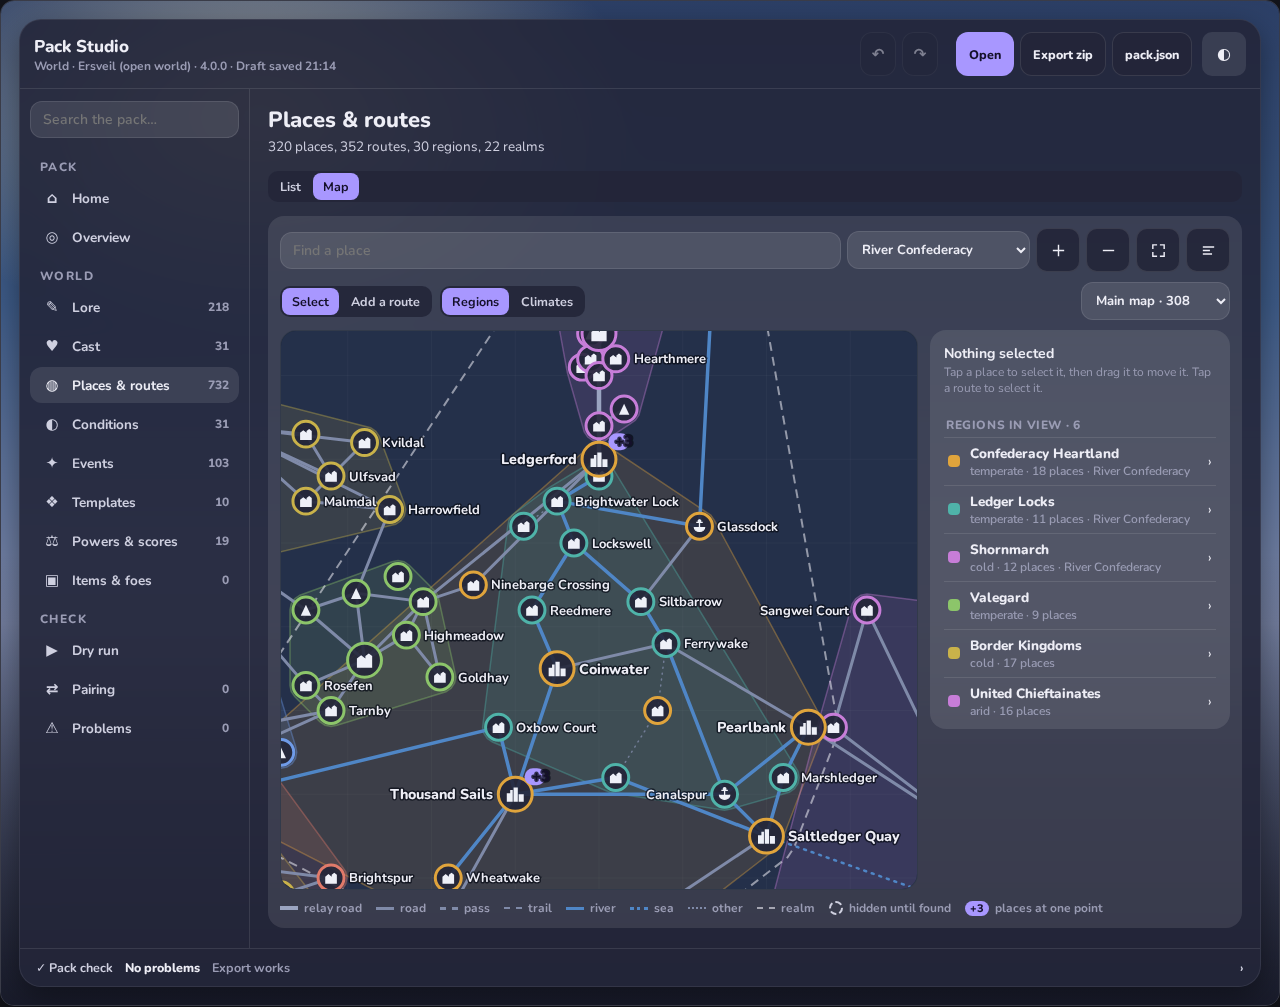 Pack Studio
World · Ersveil (open world) · 4.0.0 · Draft saved 21:14
Open
Export zip
pack.json
Search the pack...
PACK
Home
Overview
WORLD
Lore 218
Cast 31
Places & routes 732
Conditions 31
Events 103
Templates 10
Powers & scores 19
Items & foes 0
CHECK
Dry run
Pairing 0
Problems 0
Places & routes
320 places, 352 routes, 30 regions, 22 realms
List
Map
Find a place
River Confederacy
Select
Add a route
Regions
Climates
Main map · 308
Hearthmere
Kvildal
Ledgerford
+3
Ulfsvad
Malmdal
Harrowfield
Brightwater Lock
Glassdock
Lockswell
Ninebarge Crossing
Reedmere
Siltbarrow
Sangwei Court
Highmeadow
Ferrywake
Goldhay
Coinwater
Rosefen
Tarnby
Oxbow Court
Pearlbank
+3
Marshledger
Thousand Sails
Canalspur
Saltledger Quay
Brightspur
Wheatwake
Nothing selected
Tap a place to select it, then drag it to move it. Tap
a route to select it.
REGIONS IN VIEW · 6
Confederacy Heartland
temperate · 18 places · River Confederacy
Ledger Locks
temperate · 11 places · River Confederacy
Shornmarch
cold · 12 places · River Confederacy
Valegard
temperate · 9 places
Border Kingdoms
cold · 17 places
United Chieftainates
arid · 16 places
relay road
road
pass
trail
river
sea
other
realm
hidden until found
+3 places at one point
✓ Pack check No problems Export works